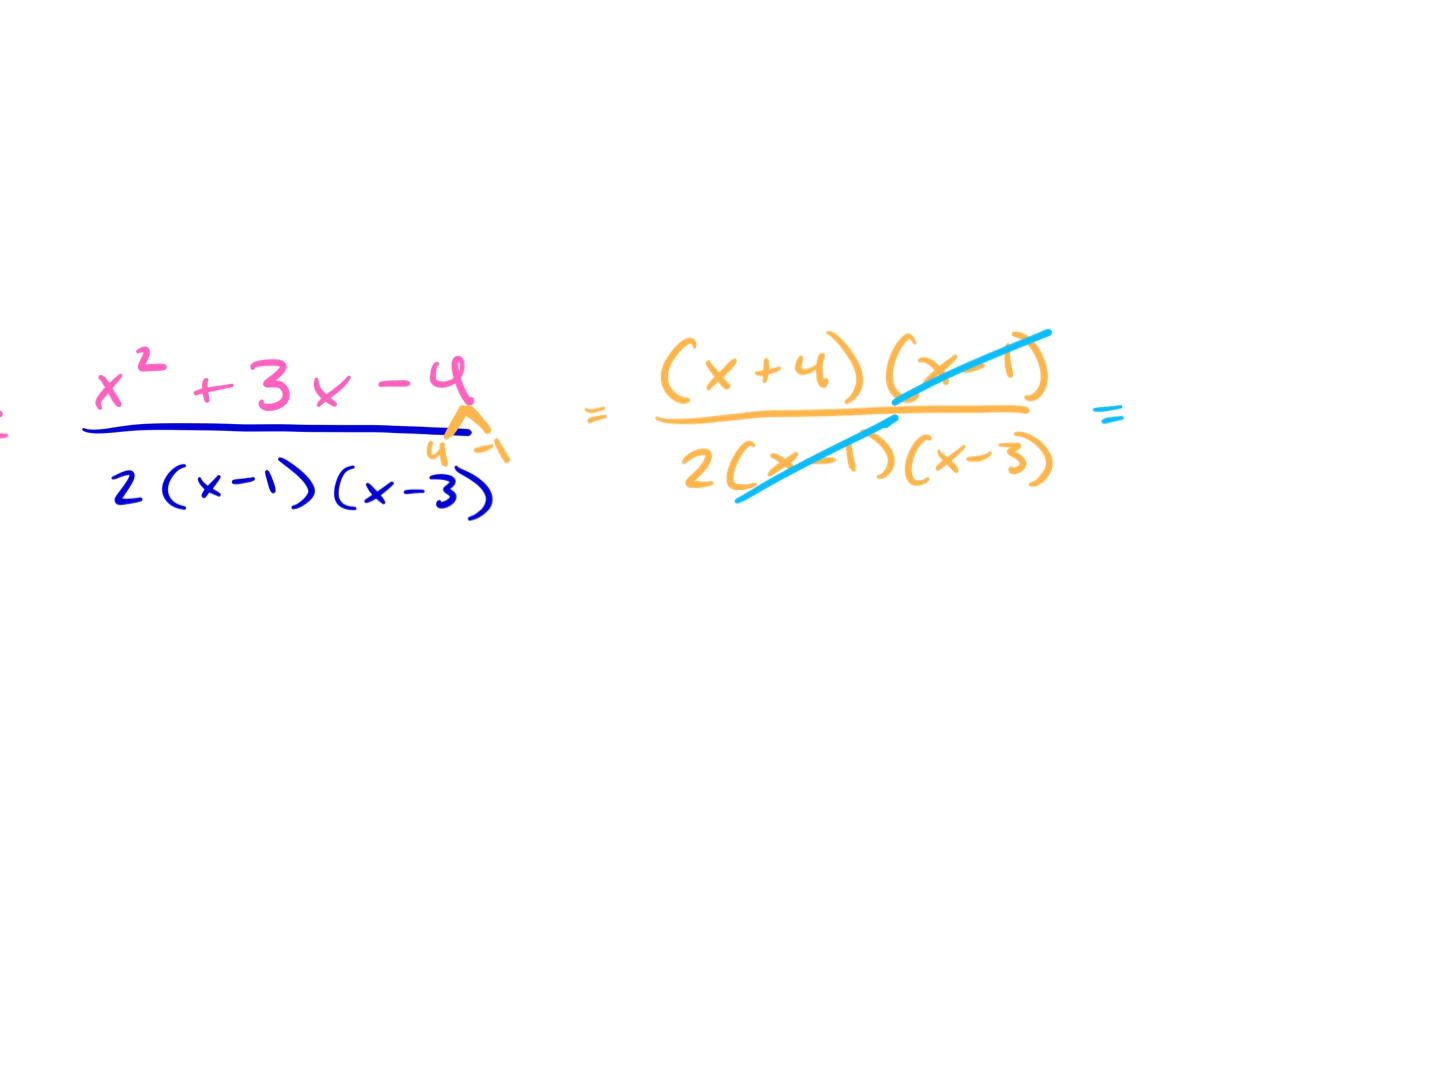 = x² + 3x - 4 / 2(x-1)(x-3) = (x+4)(x-1) / 2(x-1)(x-3) =
4 -1